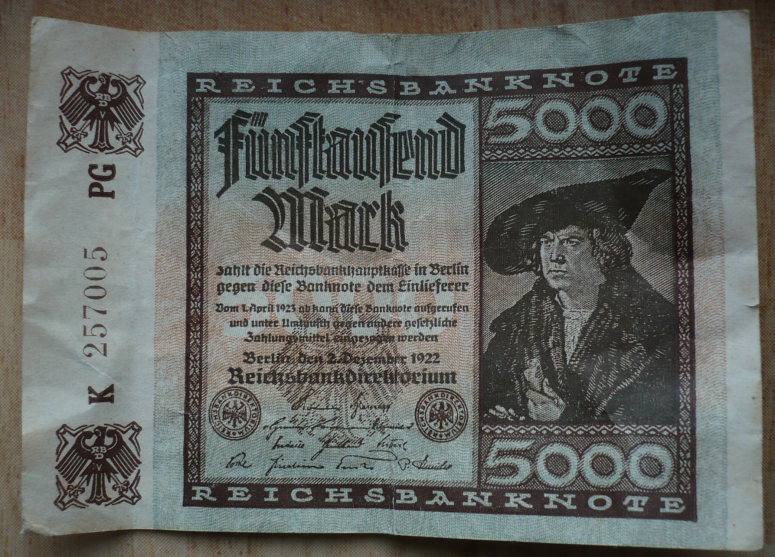 REICHSBANKNOTE
5000
Fünftausend
Mark
zahlt die Reichsbankhauptkasse in Berlin
gegen diese Banknote dem Einlieferer
Vom 1. April 1923 ab kann diese Banknote aufgerufen
und unter Umtausch gegen andere gesetzliche
Zahlungsmittel eingezogen werden
Berlin, den 2. Dezember 1922
Reichsbankdirektorium
5000
REICHSBANKNOTE
K 257005 PG